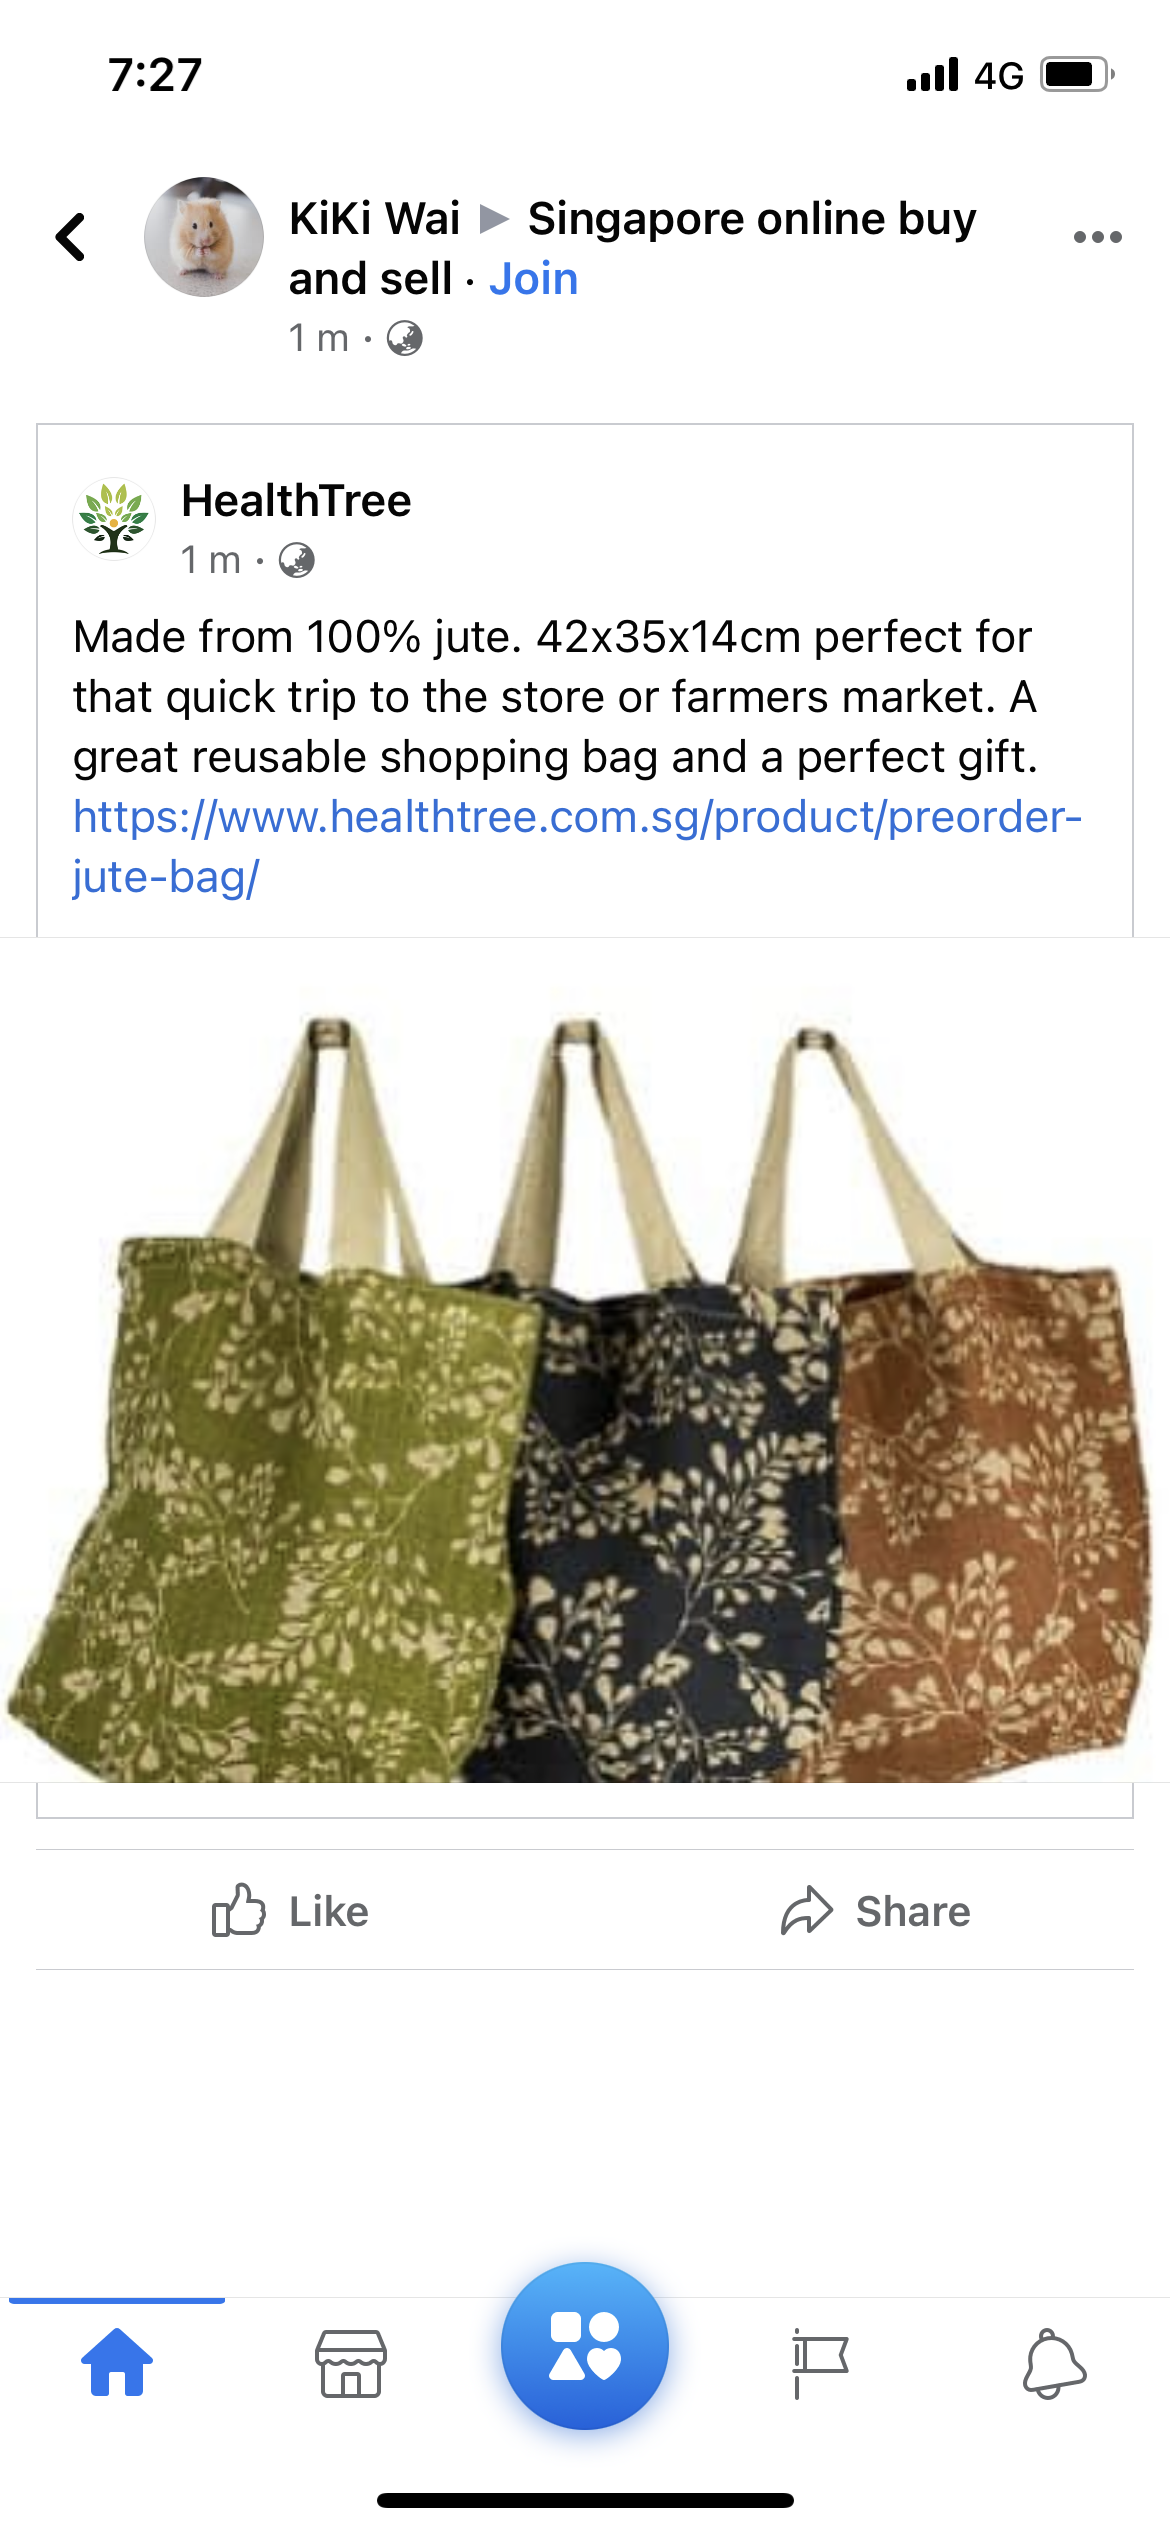 7:27
4G
KiKi Wai ▶ Singapore online buy
and sell · Join
1 m ·
HealthTree
1 m ·
Made from 100% jute. 42x35x14cm perfect for
that quick trip to the store or farmers market. A
great reusable shopping bag and a perfect gift.
https://www.healthtree.com.sg/product/preorder-
jute-bag/
Like
Share